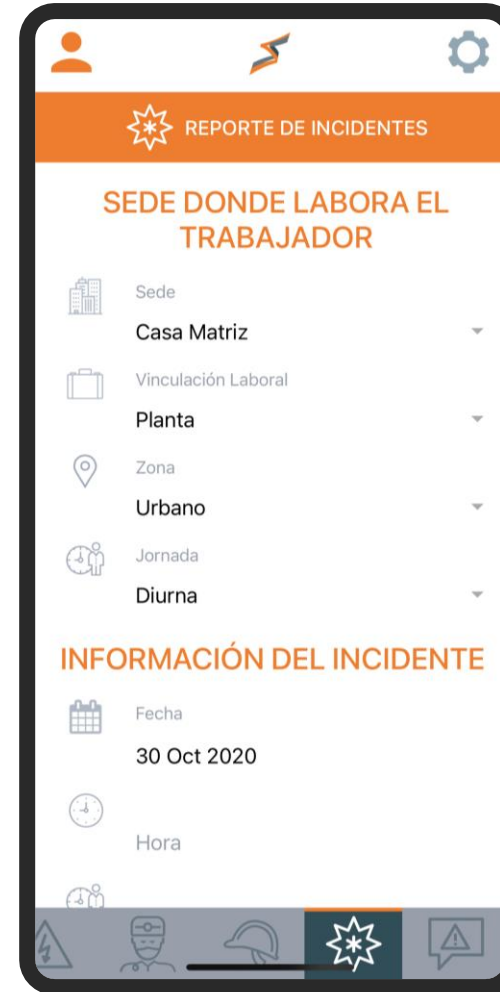 REPORTE DE INCIDENTES
SEDE DONDE LABORA EL
TRABAJADOR
Sede
Casa Matriz
Vinculación Laboral
Planta
Zona
Urbano
Jornada
Diurna
INFORMACIÓN DEL INCIDENTE
Fecha
30 Oct 2020
Hora